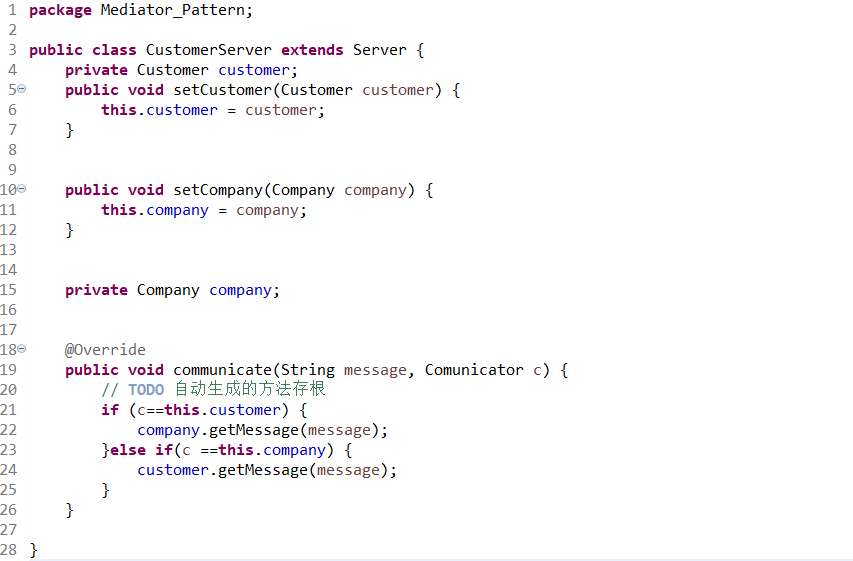 1 package Mediator_Pattern;
2
3 public class CustomerServer extends Server {
4     private Customer customer;
5     public void setCustomer(Customer customer) {
6         this.customer = customer;
7     }
8
9
10     public void setCompany(Company company) {
11         this.company = company;
12     }
13
14
15     private Company company;
16
17
18     @Override
19     public void communicate(String message, Comunicator c) {
20         // TODO 自动生成的方法存根
21         if (c==this.customer) {
22             company.getMessage(message);
23         }else if(c ==this.company) {
24             customer.getMessage(message);
25         }
26     }
27
28 }